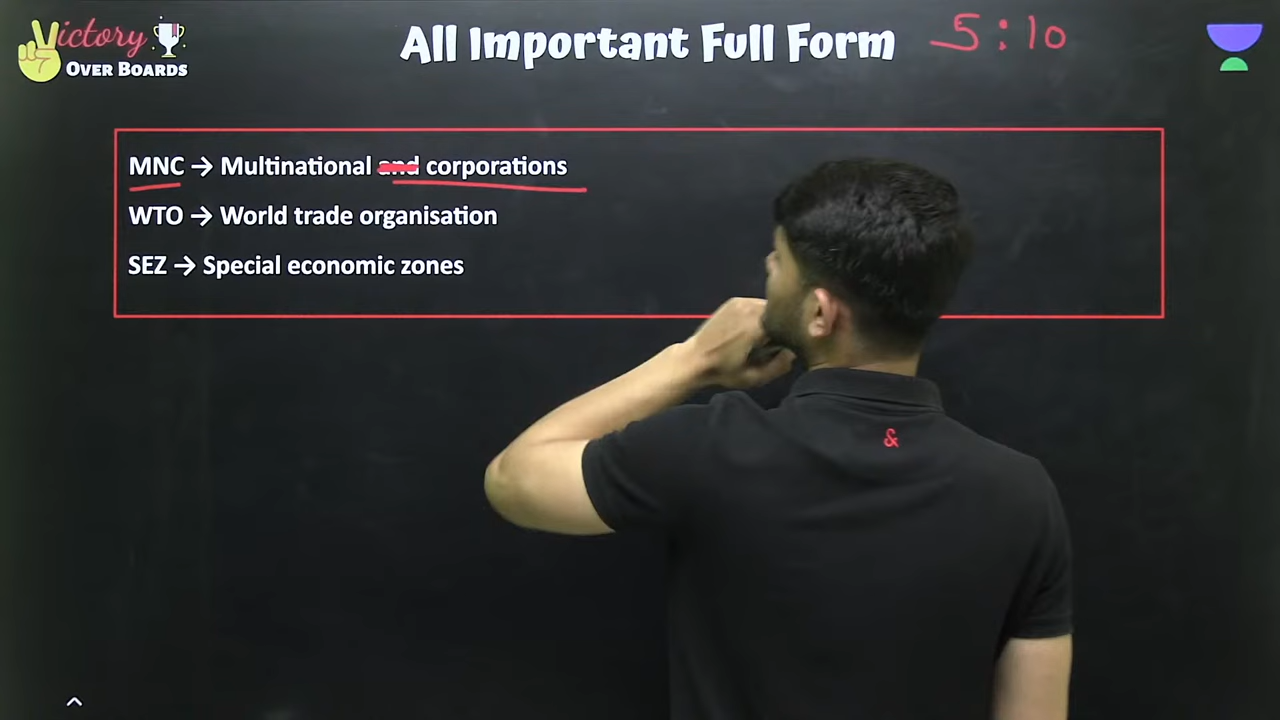 Victory
OVER BOARDS
All Important Full Form
5:10
MNC → Multinational and corporations
WTO → World trade organisation
SEZ → Special economic zones
&